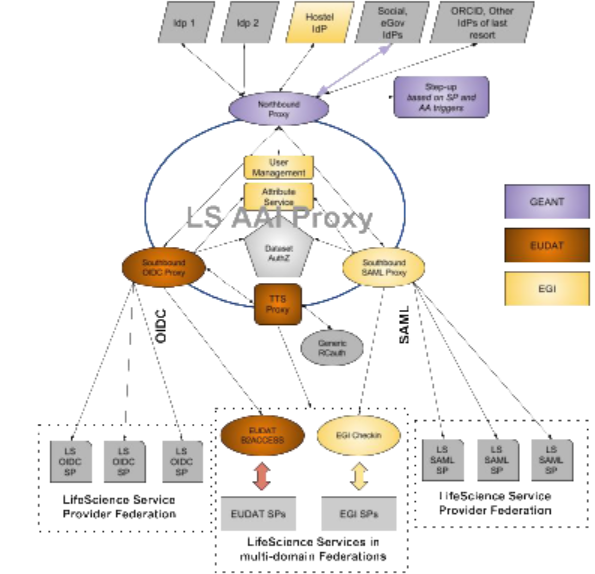 Idp 1
Idp 2
Hostel
IdP
Social,
eGov
IdPs
ORCID, Other
IdPs of last
resort
Northbound
Proxy
Step-up
based on SP and
AA triggers
User
Management
Attribute
Service
LS AAI Proxy
GEANT
Dataset
AuthZ
EUDAT
Southbound
OIDC Proxy
Southbound
SAML Proxy
EGI
TTS
Proxy
OIDC
SAML
Generic
RCauth
EUDAT
B2ACCESS
EGI Checkin
LS
OIDC
SP
LS
OIDC
SP
LS
OIDC
SP
LS
SAML
SP
LS
SAML
SP
LS
SAML
SP
LifeScience Service
Provider Federation
EUDAT SPs
EGI SPs
LifeScience Service
Provider Federation
LifeScience Services in
multi-domain Federations